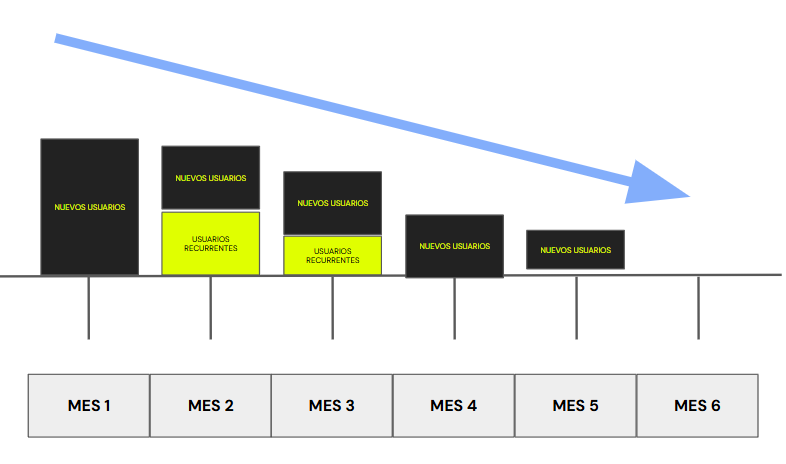 NUEVOS USUARIOS
NUEVOS USUARIOS
USUARIOS
RECURRENTES
NUEVOS USUARIOS
USUARIOS
RECURRENTES
NUEVOS USUARIOS
NUEVOS USUARIOS
MES 1
MES 2
MES 3
MES 4
MES 5
MES 6